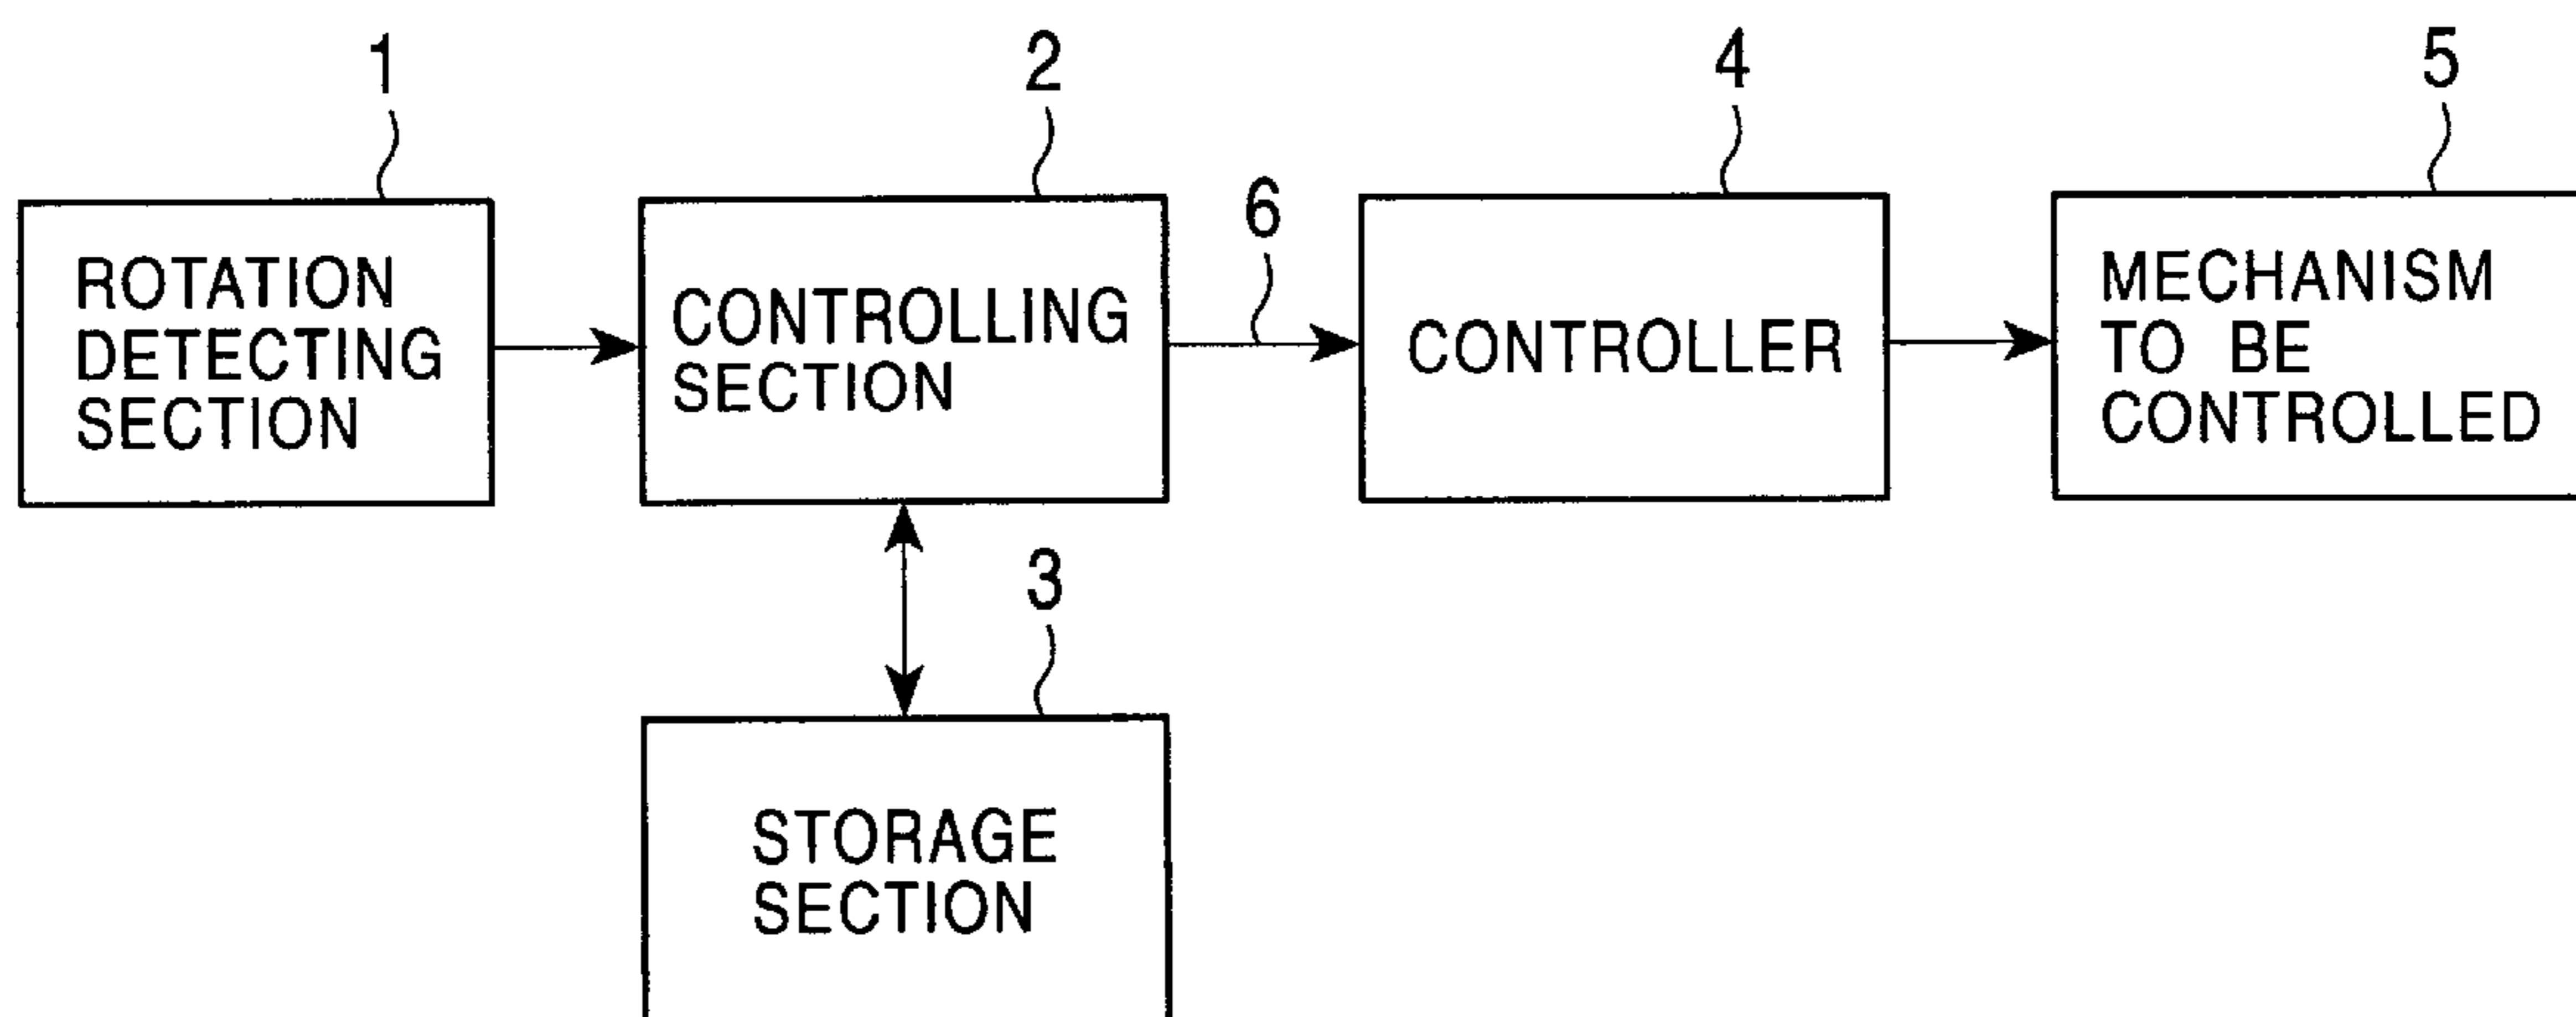 1
2
4
5
6
ROTATION
DETECTING
SECTION
CONTROLLING
SECTION
CONTROLLER
MECHANISM
TO BE
CONTROLLED
3
STORAGE
SECTION